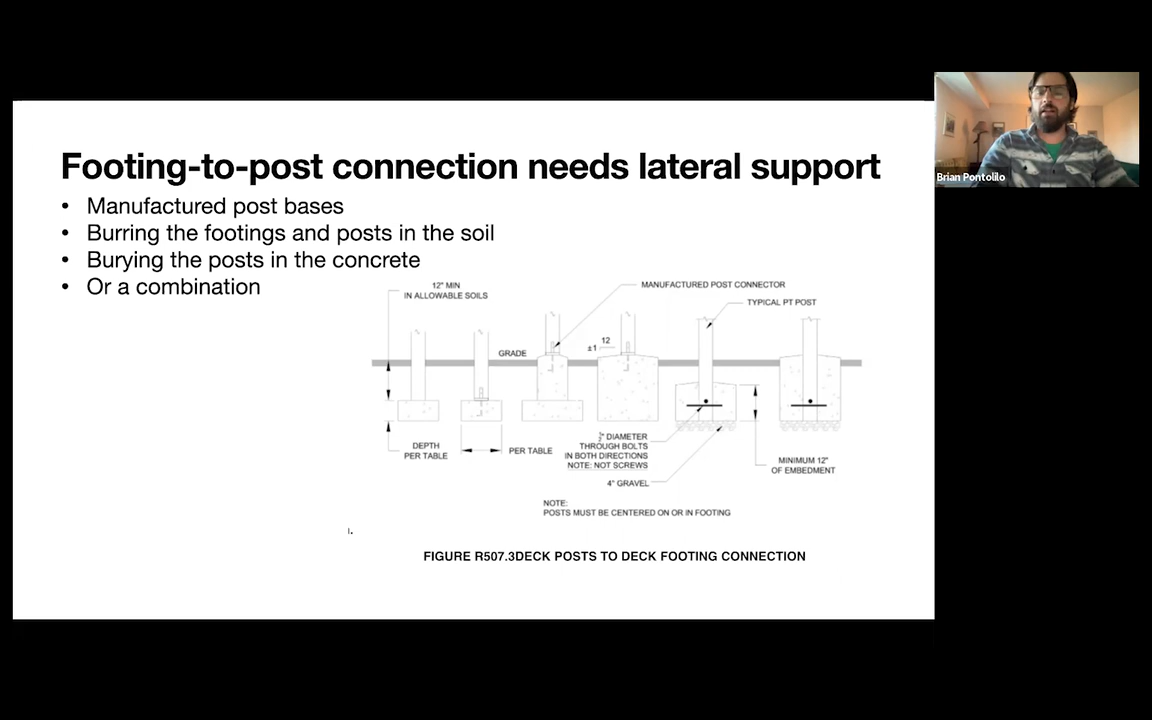 Footing-to-post connection needs lateral support
• Manufactured post bases
• Burring the footings and posts in the soil
• Burying the posts in the concrete
• Or a combination
12" MIN
IN ALLOWABLE SOILS
MANUFACTURED POST CONNECTOR
TYPICAL PT POST
GRADE
±1
12
DEPTH
PER TABLE
PER TABLE
½" DIAMETER
THROUGH BOLTS
IN BOTH DIRECTIONS
NOTE: NOT SCREWS
4" GRAVEL
MINIMUM 12"
OF EMBEDMENT
NOTE:
POSTS MUST BE CENTERED ON OR IN FOOTING
FIGURE R507.3DECK POSTS TO DECK FOOTING CONNECTION
Brian Pontolilo